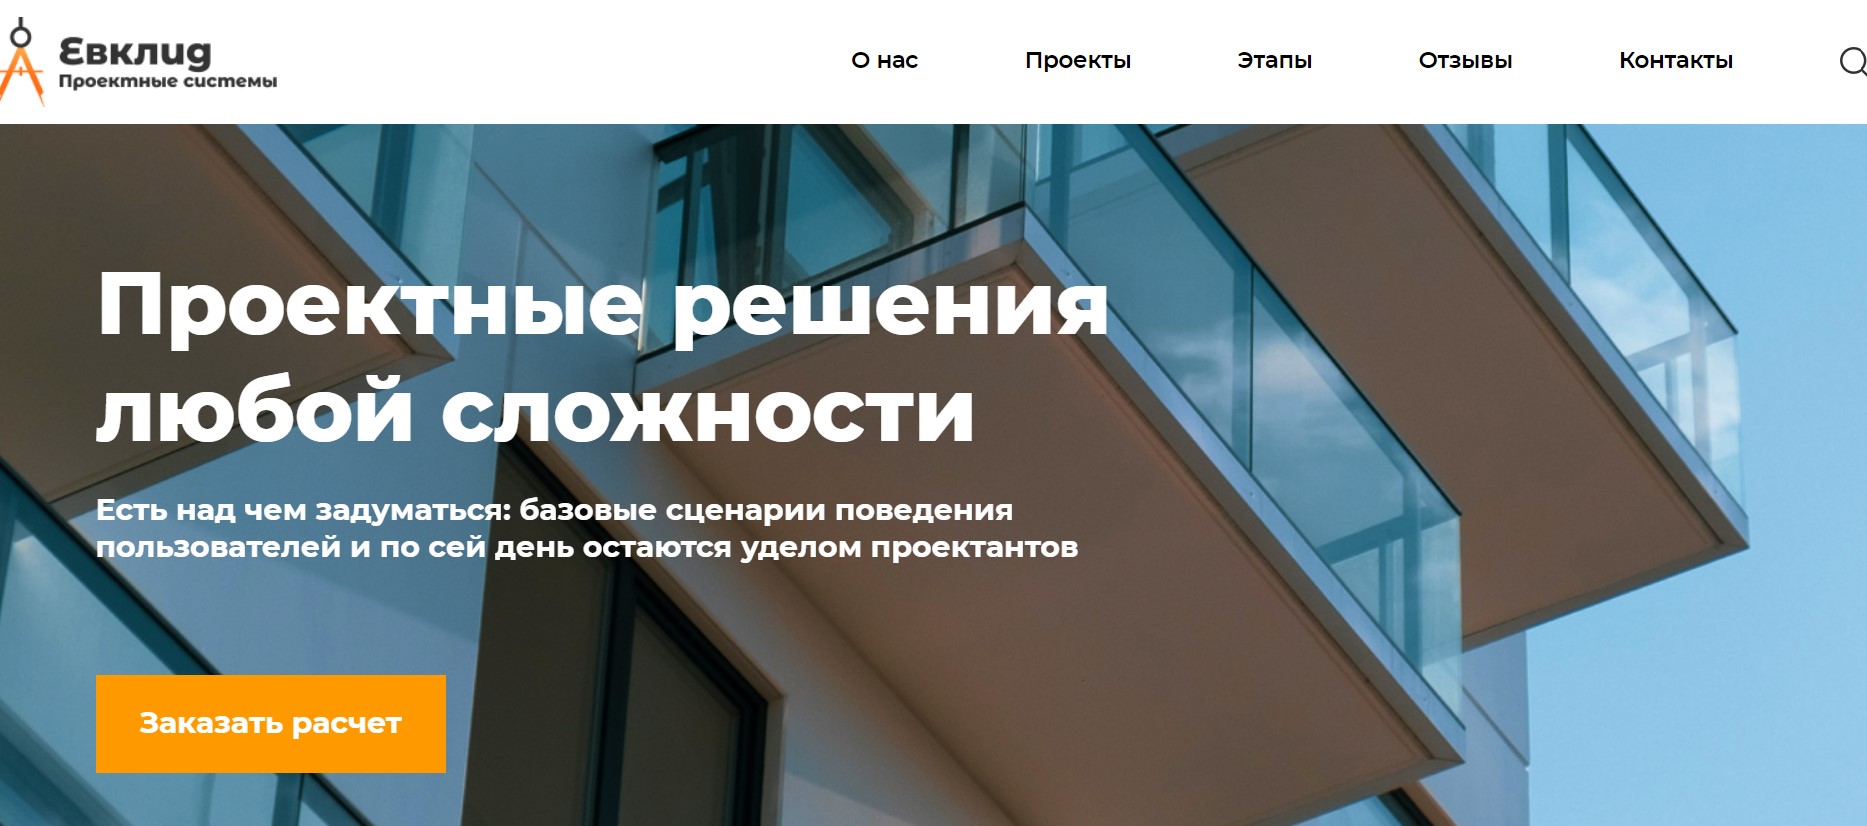 Евклид
Проектные системы
О нас
Проекты
Этапы
Отзывы
Контакты
Проектные решения
любой сложности
Есть над чем задуматься: базовые сценарии поведения
пользователей и по сей день остаются уделом проектантов
Заказать расчет